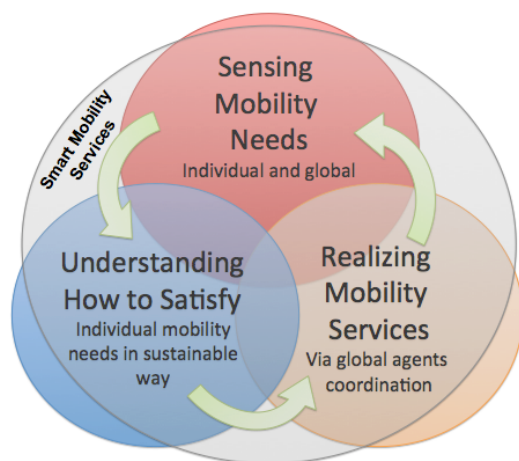 Smart Mobility
Services
Sensing
Mobility
Needs
Individual and global
Understanding
How to Satisfy
Individual mobility
needs in sustainable
way
Realizing
Mobility
Services
Via global agents
coordination